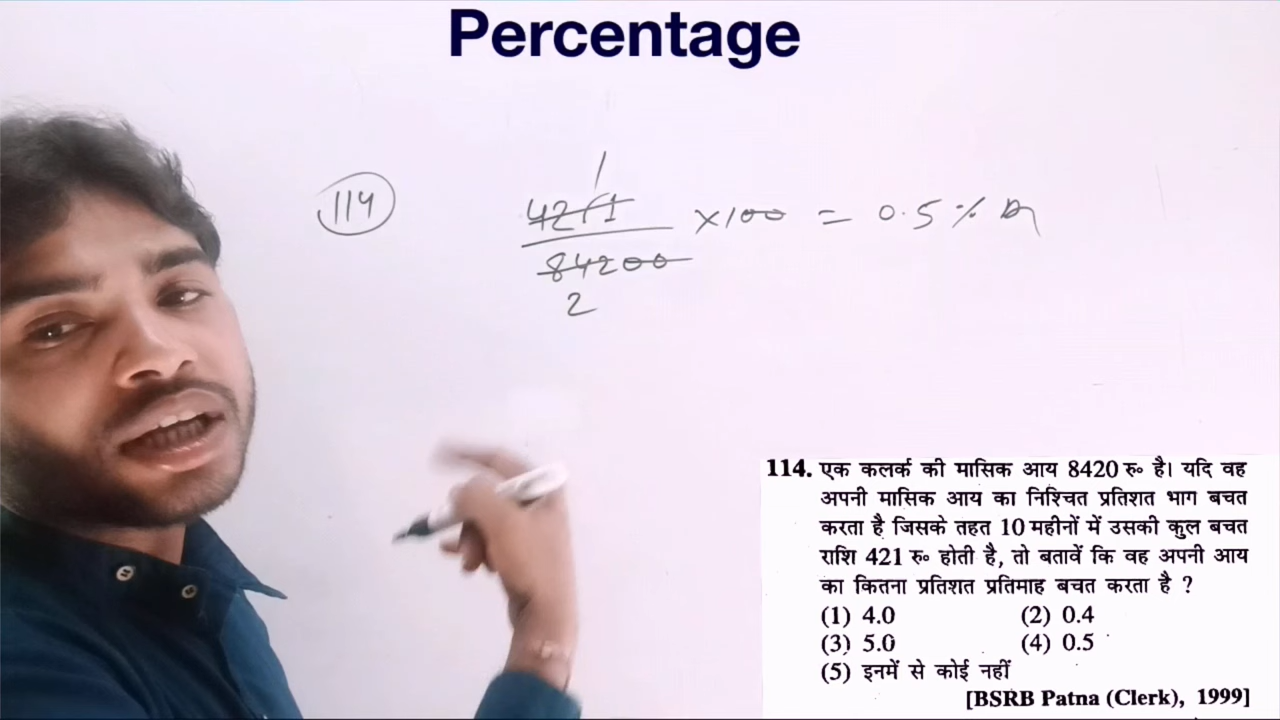 Percentage
114
1
421
84200
2
×100 = 0.5%
114. एक कलर्क की मासिक आय 8420 रु॰ है। यदि वह
अपनी मासिक आय का निश्चित प्रतिशत भाग बचत
करता है जिसके तहत 10 महीनों में उसकी कुल बचत
राशि 421 रु॰ होती है, तो बतावें कि वह अपनी आय
का कितना प्रतिशत प्रतिमाह बचत करता है ?
(1) 4.0 (2) 0.4
(3) 5.0 (4) 0.5
(5) इनमें से कोई नहीं
[BSRB Patna (Clerk), 1999]